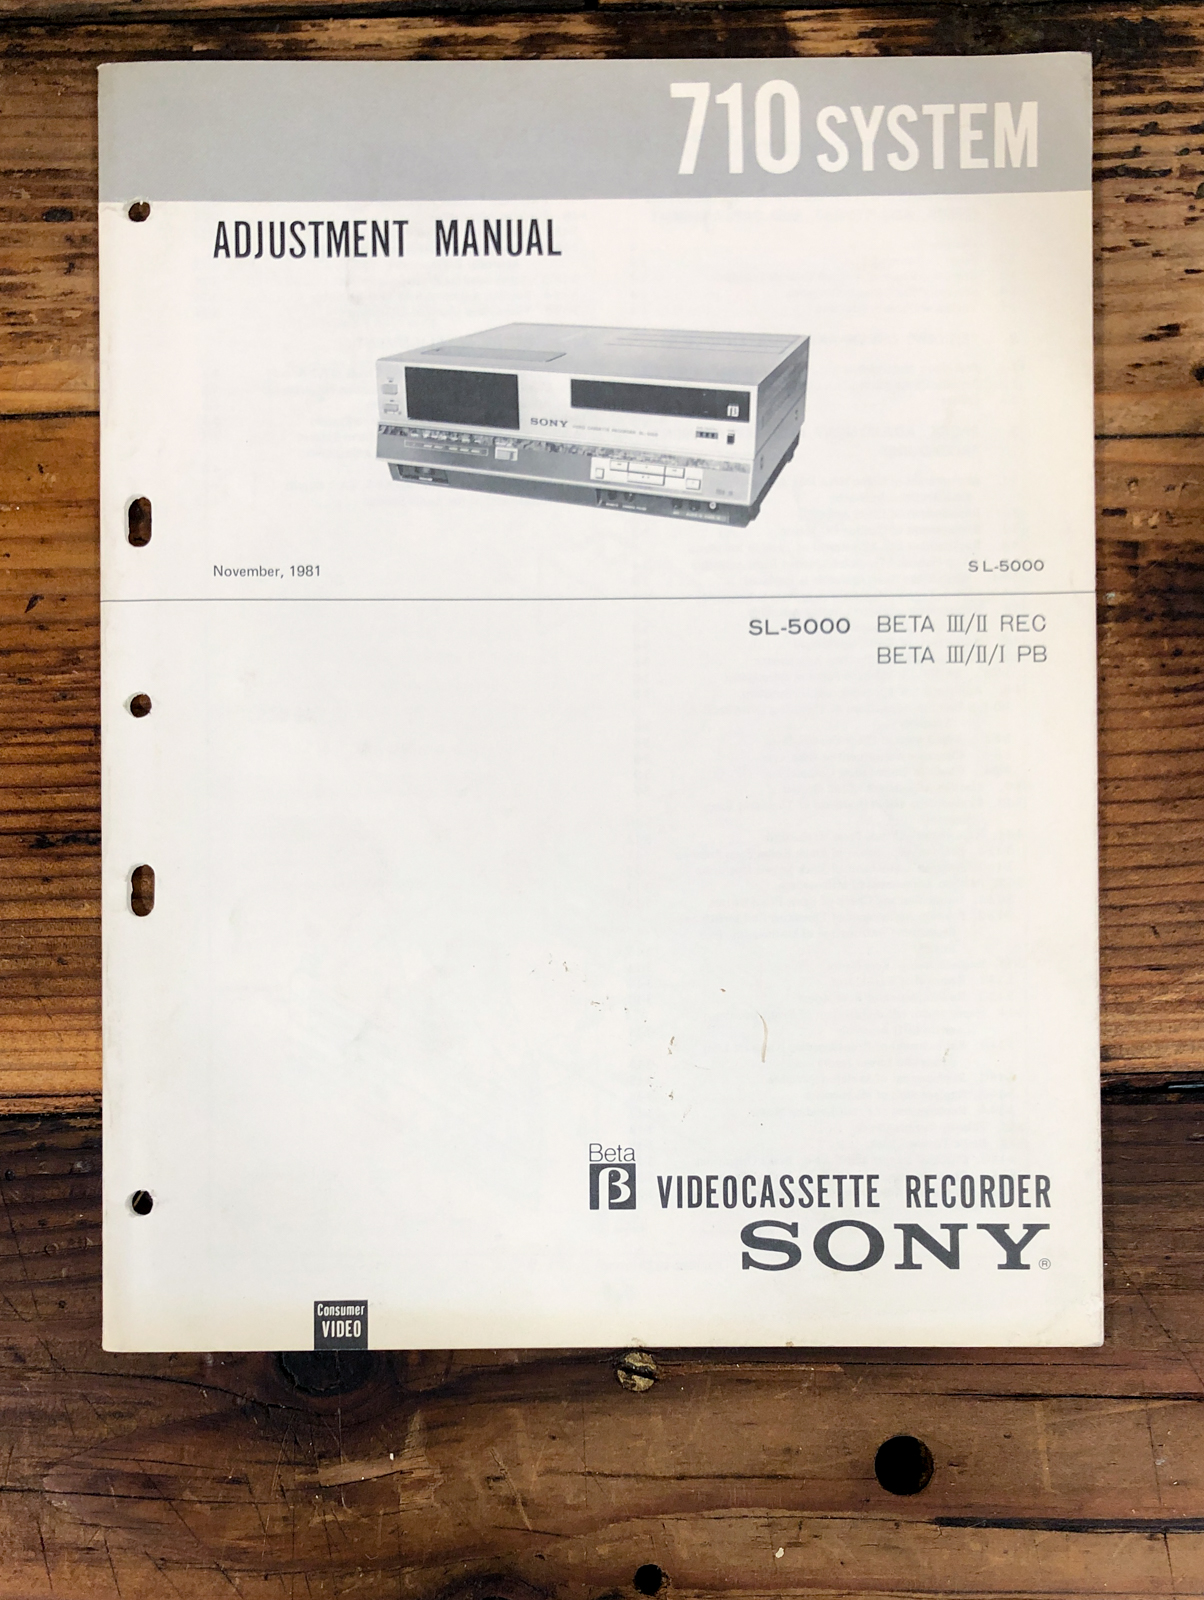 710 SYSTEM
ADJUSTMENT MANUAL
SONY
November, 1981
SL-5000
SL-5000 BETA III/II REC
BETA III/II/I PB
Beta
β VIDEOCASSETTE RECORDER
SONY®
Consumer
VIDEO